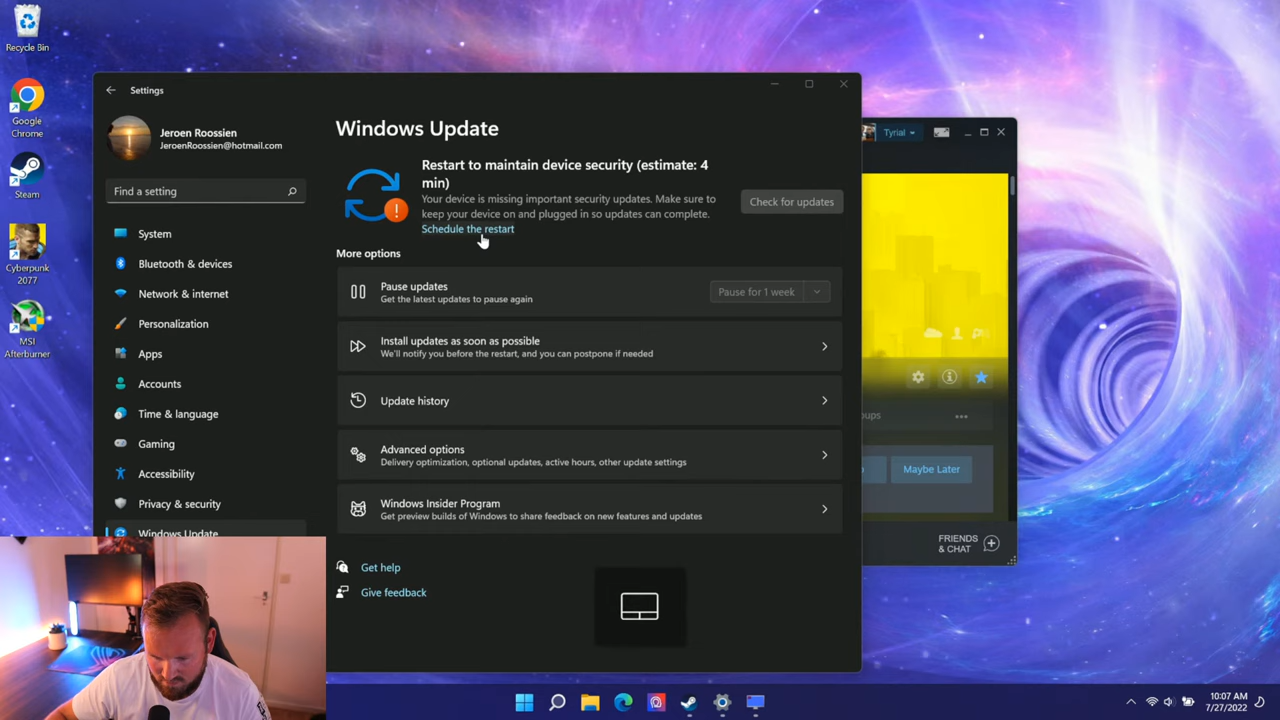 Recycle Bin
Google
Chrome
Steam
Cyberpunk
2077
MSI
Afterburner
Settings
Jeroen Roossien
JeroenRoossien@hotmail.com
Find a setting
System
Bluetooth & devices
Network & internet
Personalization
Apps
Accounts
Time & language
Gaming
Accessibility
Privacy & security
Windows Update
Windows Update
Restart to maintain device security (estimate: 4
min)
Your device is missing important security updates. Make sure to
keep your device on and plugged in so updates can complete.
Schedule the restart
Check for updates
More options
Pause updates
Get the latest updates to pause again
Pause for 1 week
Install updates as soon as possible
We'll notify you before the restart, and you can postpone if needed
Update history
Advanced options
Delivery optimization, optional updates, active hours, other update settings
Windows Insider Program
Get preview builds of Windows to share feedback on new features and updates
Get help
Give feedback
Tyrial
Maybe Later
FRIENDS
& CHAT
10:07 AM
7/27/2022